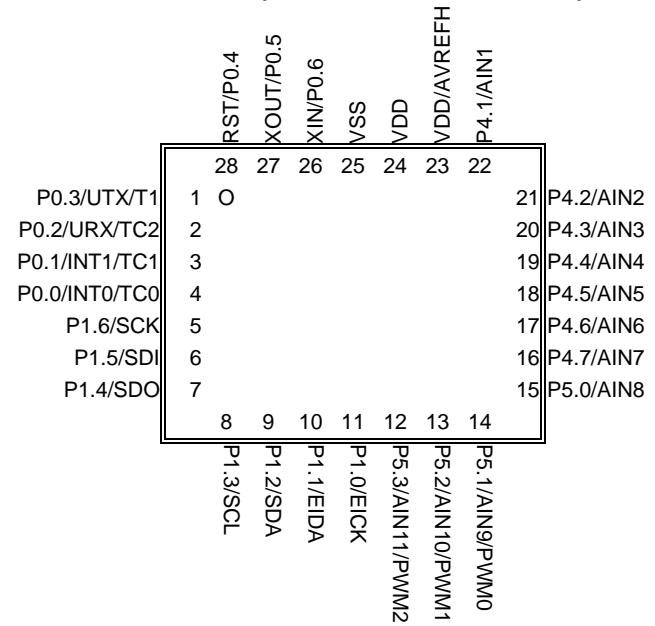 RST/P0.4
XOUT/P0.5
XIN/P0.6
VSS
VDD
VDD/AVREFH
P4.1/AIN1
28 27 26 25 24 23 22
P0.3/UTX/T1 1 O 21 P4.2/AIN2
P0.2/URX/TC2 2 20 P4.3/AIN3
P0.1/INT1/TC1 3 19 P4.4/AIN4
P0.0/INT0/TC0 4 18 P4.5/AIN5
P1.6/SCK 5 17 P4.6/AIN6
P1.5/SDI 6 16 P4.7/AIN7
P1.4/SDO 7 15 P5.0/AIN8
8 9 10 11 12 13 14
P1.3/SCL
P1.2/SDA
P1.1/EIDA
P1.0/EICK
P5.3/AIN11/PWM2
P5.2/AIN10/PWM1
P5.1/AIN9/PWM0